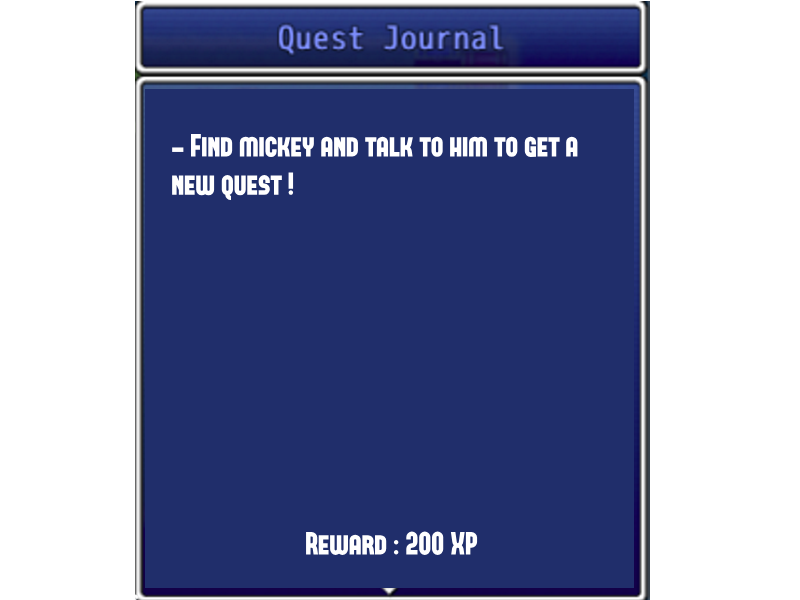 Quest Journal
- Find mickey and talk to him to get a
new quest !
Reward : 200 XP